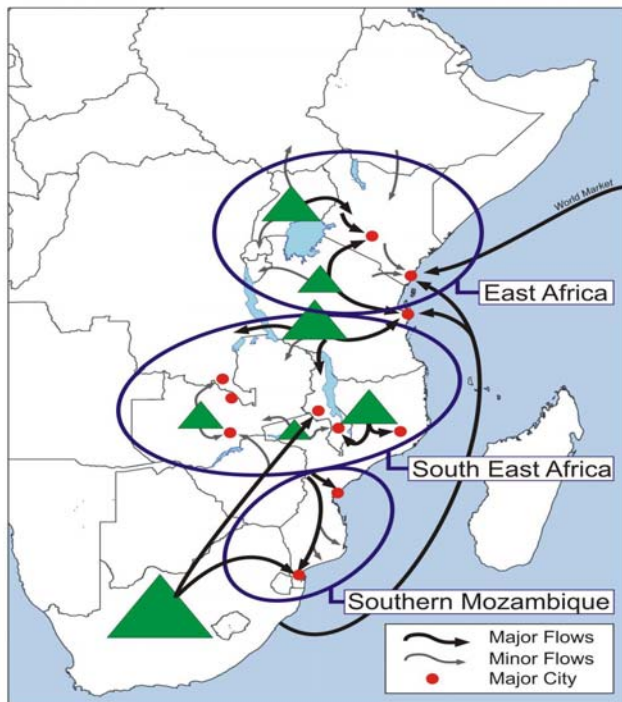 World Market
East Africa
South East Africa
Southern Mozambique
Major Flows
Minor Flows
Major City